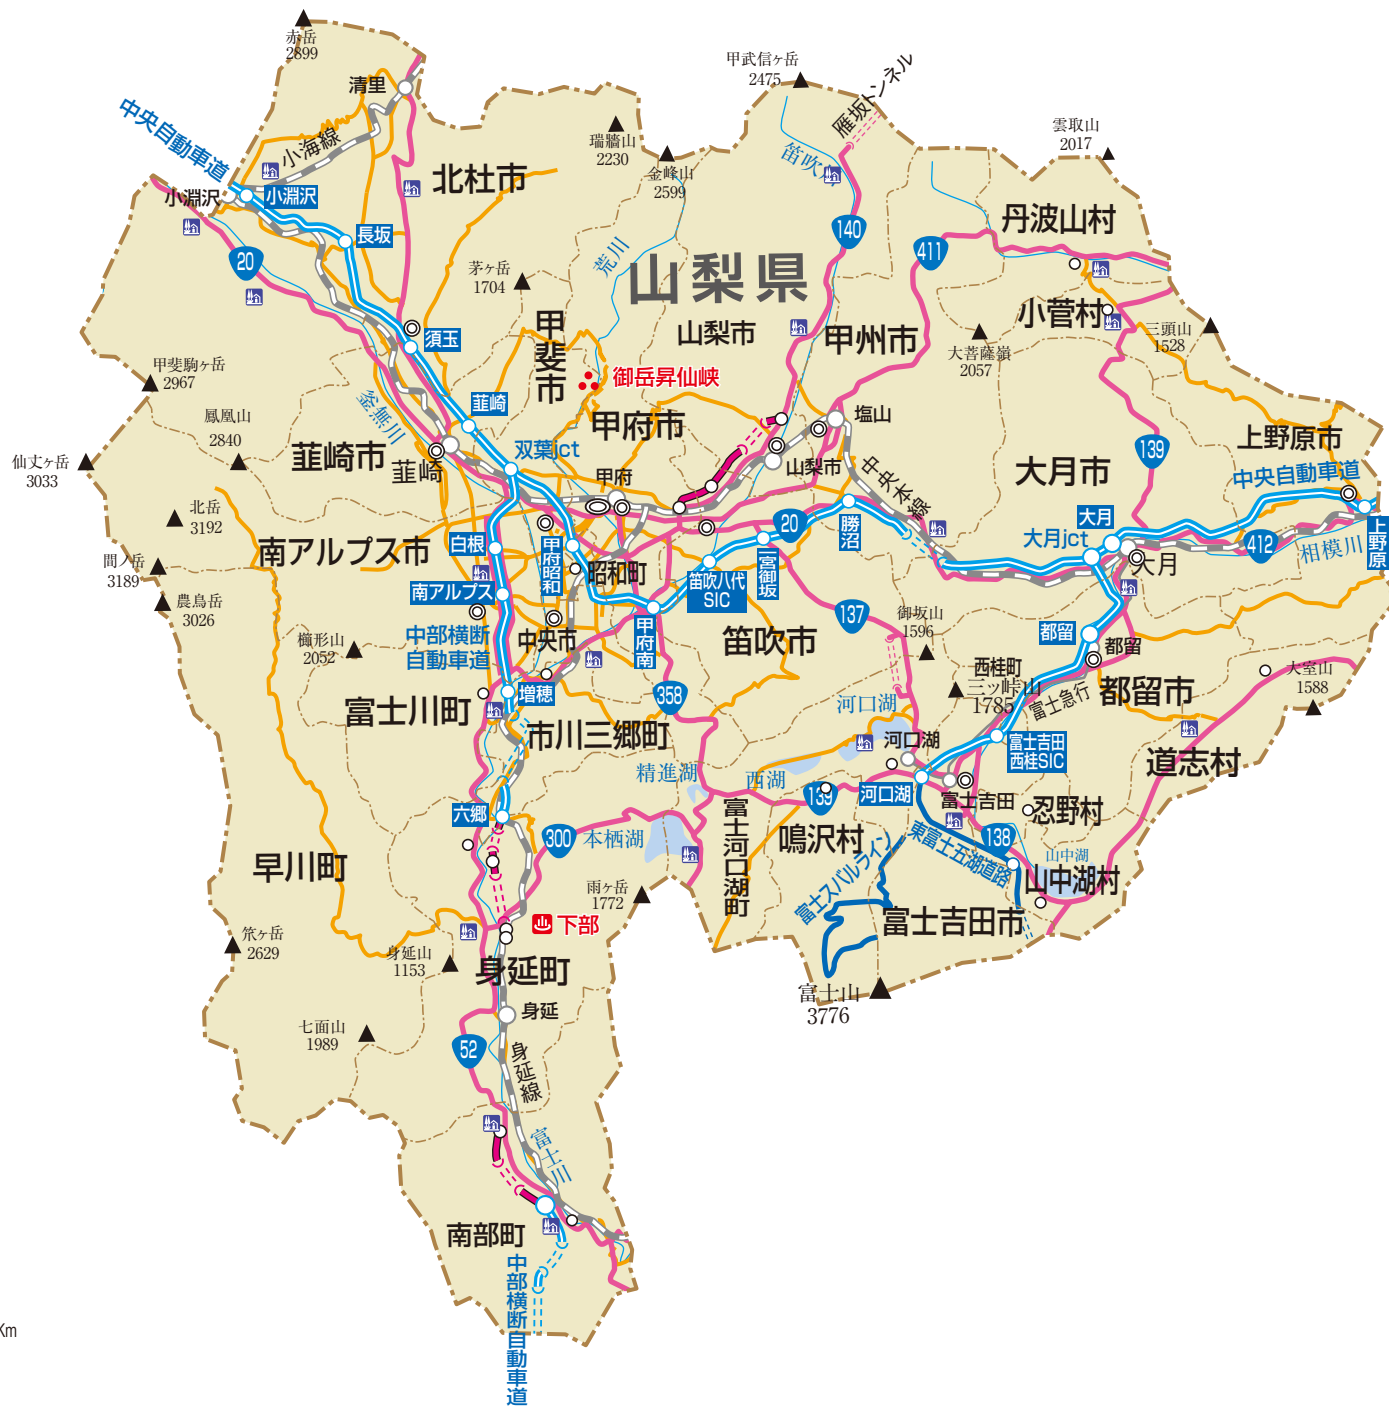 赤岳
2899
清里
中央自動車道
小海線
小淵沢
小淵沢
長坂
20
北杜市
瑞牆山
2230
金峰山
2599
甲武信ヶ岳
2475
雁坂トンネル
笛吹川
140
雲取山
2017
丹波山村
411
荒川
山梨県
茅ヶ岳
1704
須玉
甲斐市
山梨市
甲州市
小菅村
三頭山
1528
大菩薩嶺
2057
甲斐駒ヶ岳
2967
御岳昇仙峡
釜無川
韮崎
甲府市
塩山
鳳凰山
2840
仙丈ヶ岳
3033
韮崎市
韮崎
双葉jct
甲府
山梨市
中央本線
139
大月市
上野原市
中央自動車道
北岳
3192
間ノ岳
3189
農鳥岳
3026
南アルプス市
白根
南アルプス
甲府昭和
昭和町
笛吹八代
SIC
一宮御坂
20
勝沼
大月
大月jct
大月
412
相模川
上野原
櫛形山
2052
中部横断
自動車道
中央市
甲府南
笛吹市
137
御坂山
1596
都留
都留
西桂町
三ッ峠山
1785
富士急行
都留市
大室山
1588
増穂
富士川町
市川三郷町
358
河口湖
河口湖
富士吉田
西桂SIC
道志村
精進湖
西湖
139
河口湖
富士吉田
忍野村
六郷
300
本栖湖
富士河口湖町
鳴沢村
138
東富士五湖道路
山中湖
山中湖村
富士スバルライン
早川町
雨ヶ岳
1772
富士吉田市
下部
笊ヶ岳
2629
身延山
1153
身延町
富士山
3776
身延
七面山
1989
52
身延線
富士川
南部町
中部横断自動車道
Km